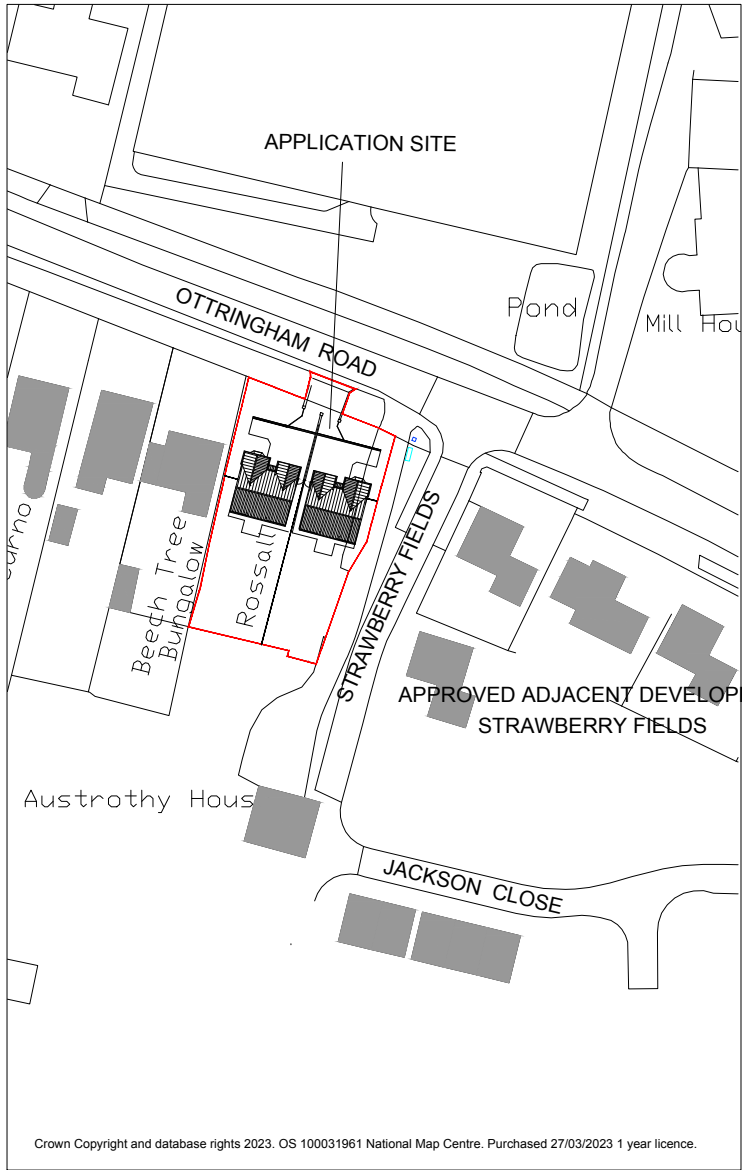 APPLICATION SITE
OTTRINGHAM ROAD
Pond
Mill Hou
Beech Tree
Bungalow
Rossall
STRAWBERRY FIELDS
APPROVED ADJACENT DEVELOP
STRAWBERRY FIELDS
Austrothy Hous
JACKSON CLOSE
Crown Copyright and database rights 2023. OS 100031961 National Map Centre. Purchased 27/03/2023 1 year licence.